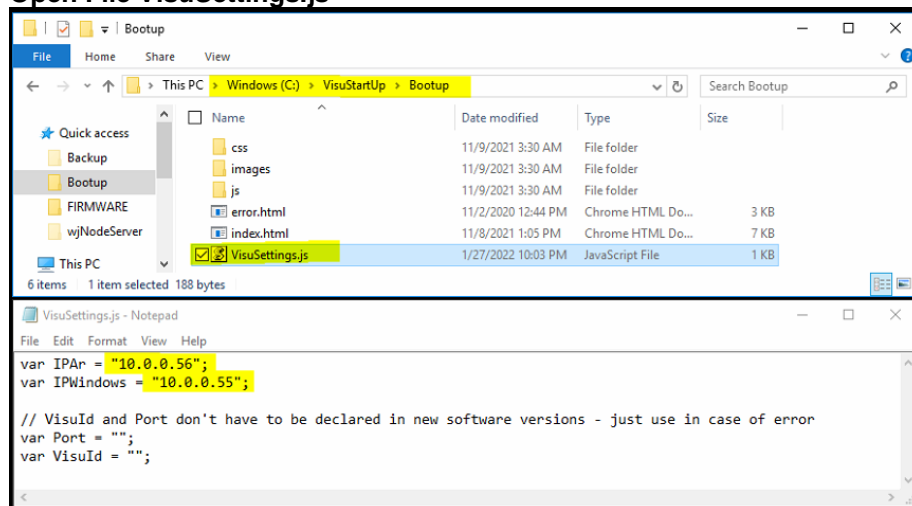 Open File VisuSettings.js
Bootup
File Home Share View
This PC > Windows (C:) > VisuStartUp > Bootup Search Bootup
Name Date modified Type Size
Quick access
Backup
Bootup
FIRMWARE
wjNodeServer
This PC
css 11/9/2021 3:30 AM File folder
images 11/9/2021 3:30 AM File folder
js 11/9/2021 3:30 AM File folder
error.html 11/2/2020 12:44 PM Chrome HTML Do... 3 KB
index.html 11/8/2021 1:05 PM Chrome HTML Do... 7 KB
VisuSettings.js 1/27/2022 10:03 PM JavaScript File 1 KB
6 items 1 item selected 188 bytes
VisuSettings.js - Notepad
File Edit Format View Help
var IPAr = "10.0.0.56";
var IPWindows = "10.0.0.55";
// VisuId and Port don't have to be declared in new software versions - just use in case of error
var Port = "";
var VisuId = "";